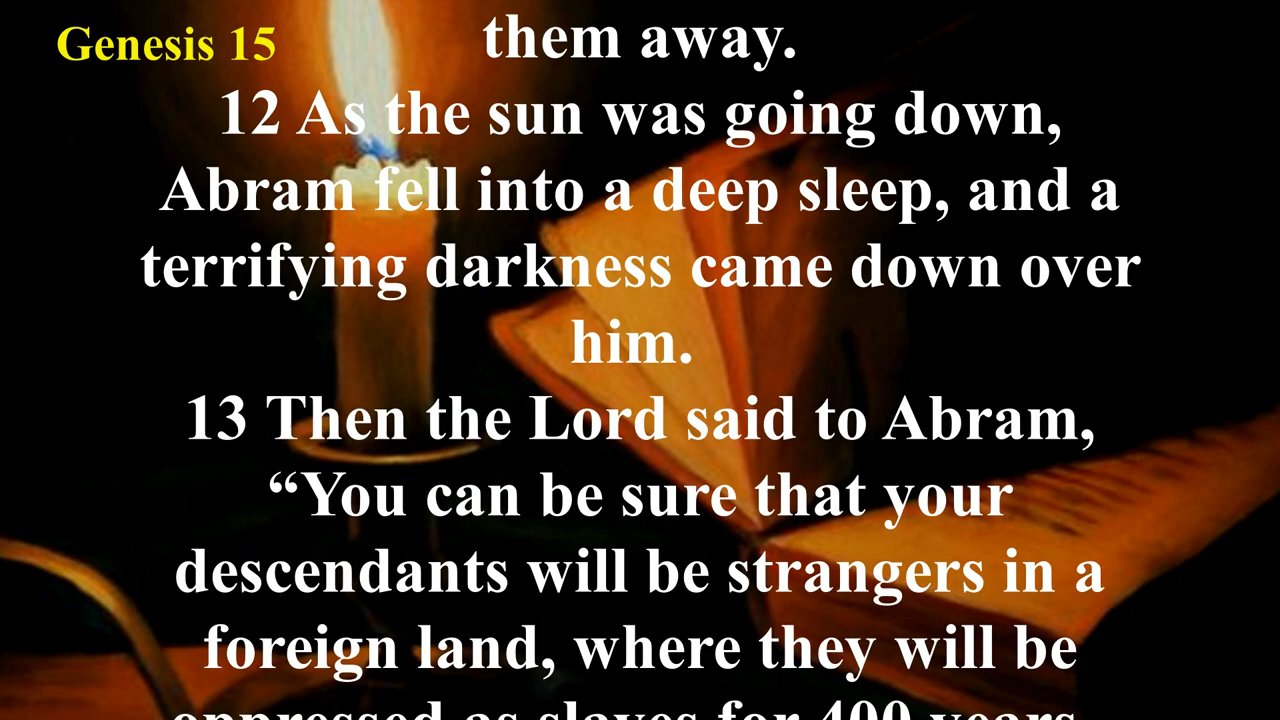 Genesis 15
them away.
12 As the sun was going down,
Abram fell into a deep sleep, and a
terrifying darkness came down over
him.
13 Then the Lord said to Abram,
“You can be sure that your
descendants will be strangers in a
foreign land, where they will be
oppressed as slaves for 400 years.